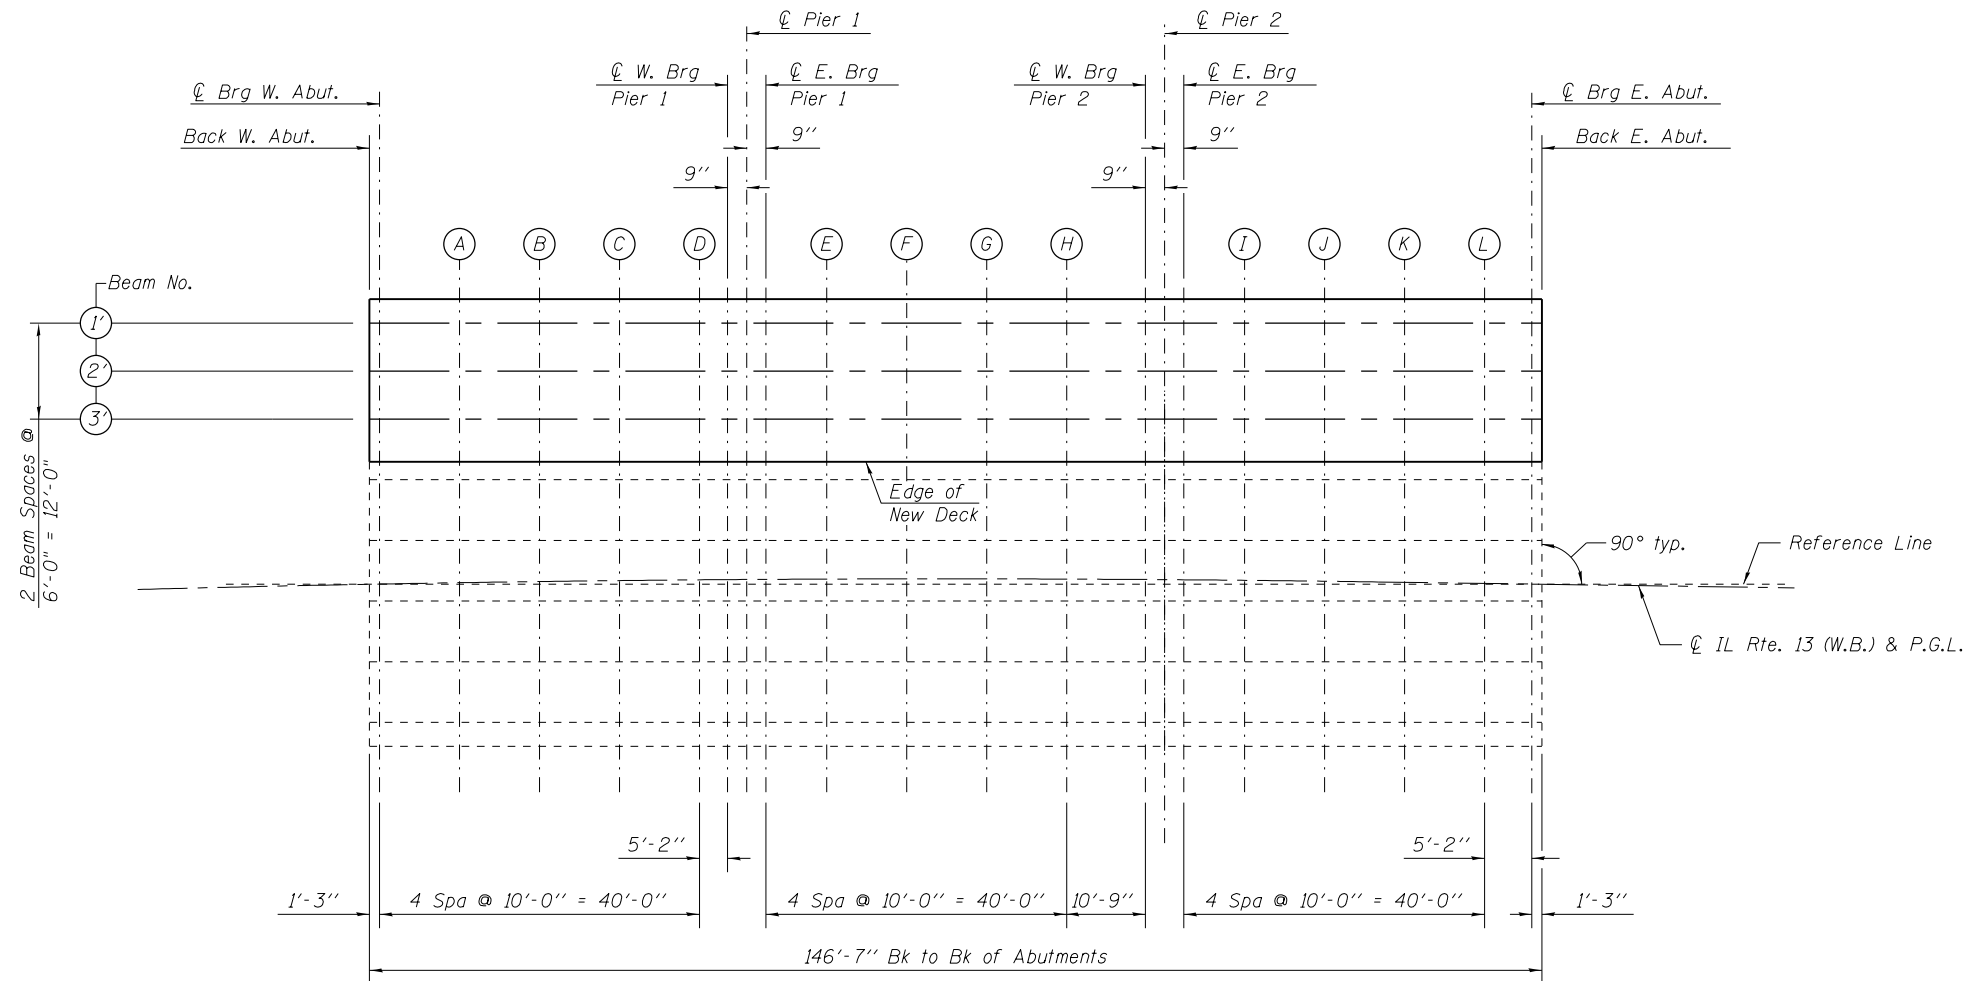 ℄ Pier 1
℄ Pier 2
℄ W. Brg
Pier 1
℄ E. Brg
Pier 1
℄ W. Brg
Pier 2
℄ E. Brg
Pier 2
℄ Brg W. Abut.
℄ Brg E. Abut.
Back W. Abut.
9''
9''
Back E. Abut.
9''
9''
A
B
C
D
E
F
G
H
I
J
K
L
Beam No.
1'
2'
3'
2 Beam Spaces @
6'-0" = 12'-0"
Edge of
New Deck
90° typ.
Reference Line
℄ IL Rte. 13 (W.B.) & P.G.L.
5'-2''
5'-2''
1'-3''
4 Spa @ 10'-0'' = 40'-0''
4 Spa @ 10'-0'' = 40'-0''
10'-9''
4 Spa @ 10'-0'' = 40'-0''
1'-3''
146'-7'' Bk to Bk of Abutments